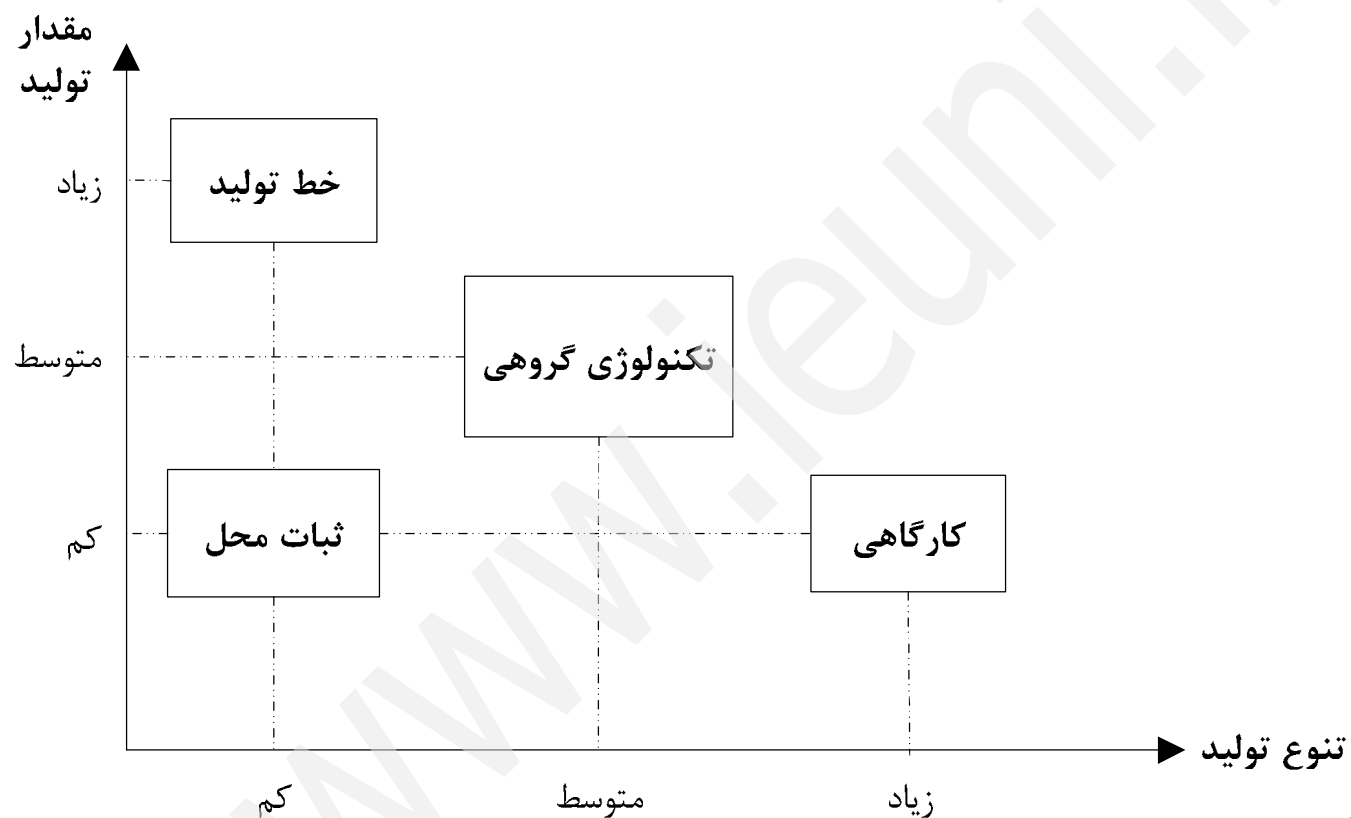 مقدار
تولید
زیاد
خط تولید
متوسط
تکنولوژی گروهی
کم
ثبات محل
کارگاهی
تنوع تولید
کم
متوسط
زیاد
www.ieuni.